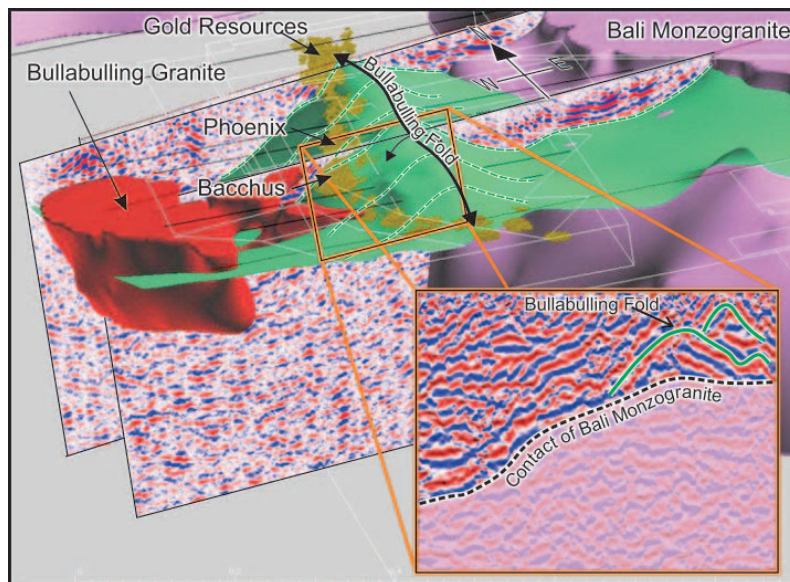 Gold Resources
Bali Monzogranite
Bullabulling Granite
Bullabulling Fold
N
W
E
Phoenix
Bacchus
Bullabulling Fold
Contact of Bali Monzogranite